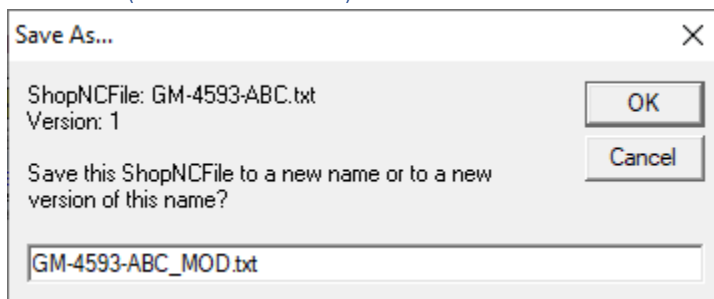 Save As...
ShopNCFile: GM-4593-ABC.txt
Version: 1
OK
Cancel
Save this ShopNCFile to a new name or to a new
version of this name?
GM-4593-ABC_MOD.txt